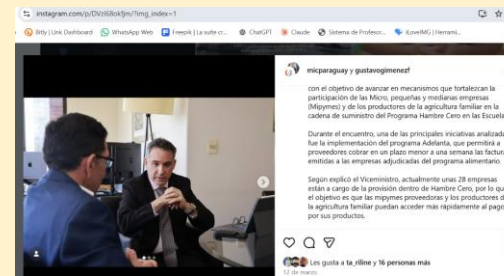 instagram.com/p/DVzI68okfjm/?img_index=1
Bitly | Link Dashboard WhatsApp Web Freepik | La suite cr... ChatGPT Claude Sistema de Profesor... iLoveIMG | Herrami...
micparaguay y gustavogimenezf
con el objetivo de avanzar en mecanismos que fortalezcan la
participación de las Micro, pequeñas y medianas empresas
(Mipymes) y de los productores de la agricultura familiar en la
cadena de suministro del Programa Hambre Cero en las Escuela
Durante el encuentro, una de las principales iniciativas analizada
fue la implementación del programa Adelanta, que permitirá a
proveedores cobrar en un plazo menor a una semana las factura
emitidas a las empresas adjudicadas del programa alimentario.
Según explicó el Viceministro, actualmente unas 28 empresas
están a cargo de la provisión dentro de Hambre Cero, por lo que
el objetivo es que las mipymes proveedoras y los productores d
la agricultura familiar puedan acceder más rápidamente al pago
por sus productos.
Les gusta a ta_riline y 16 personas más
12 de marzo